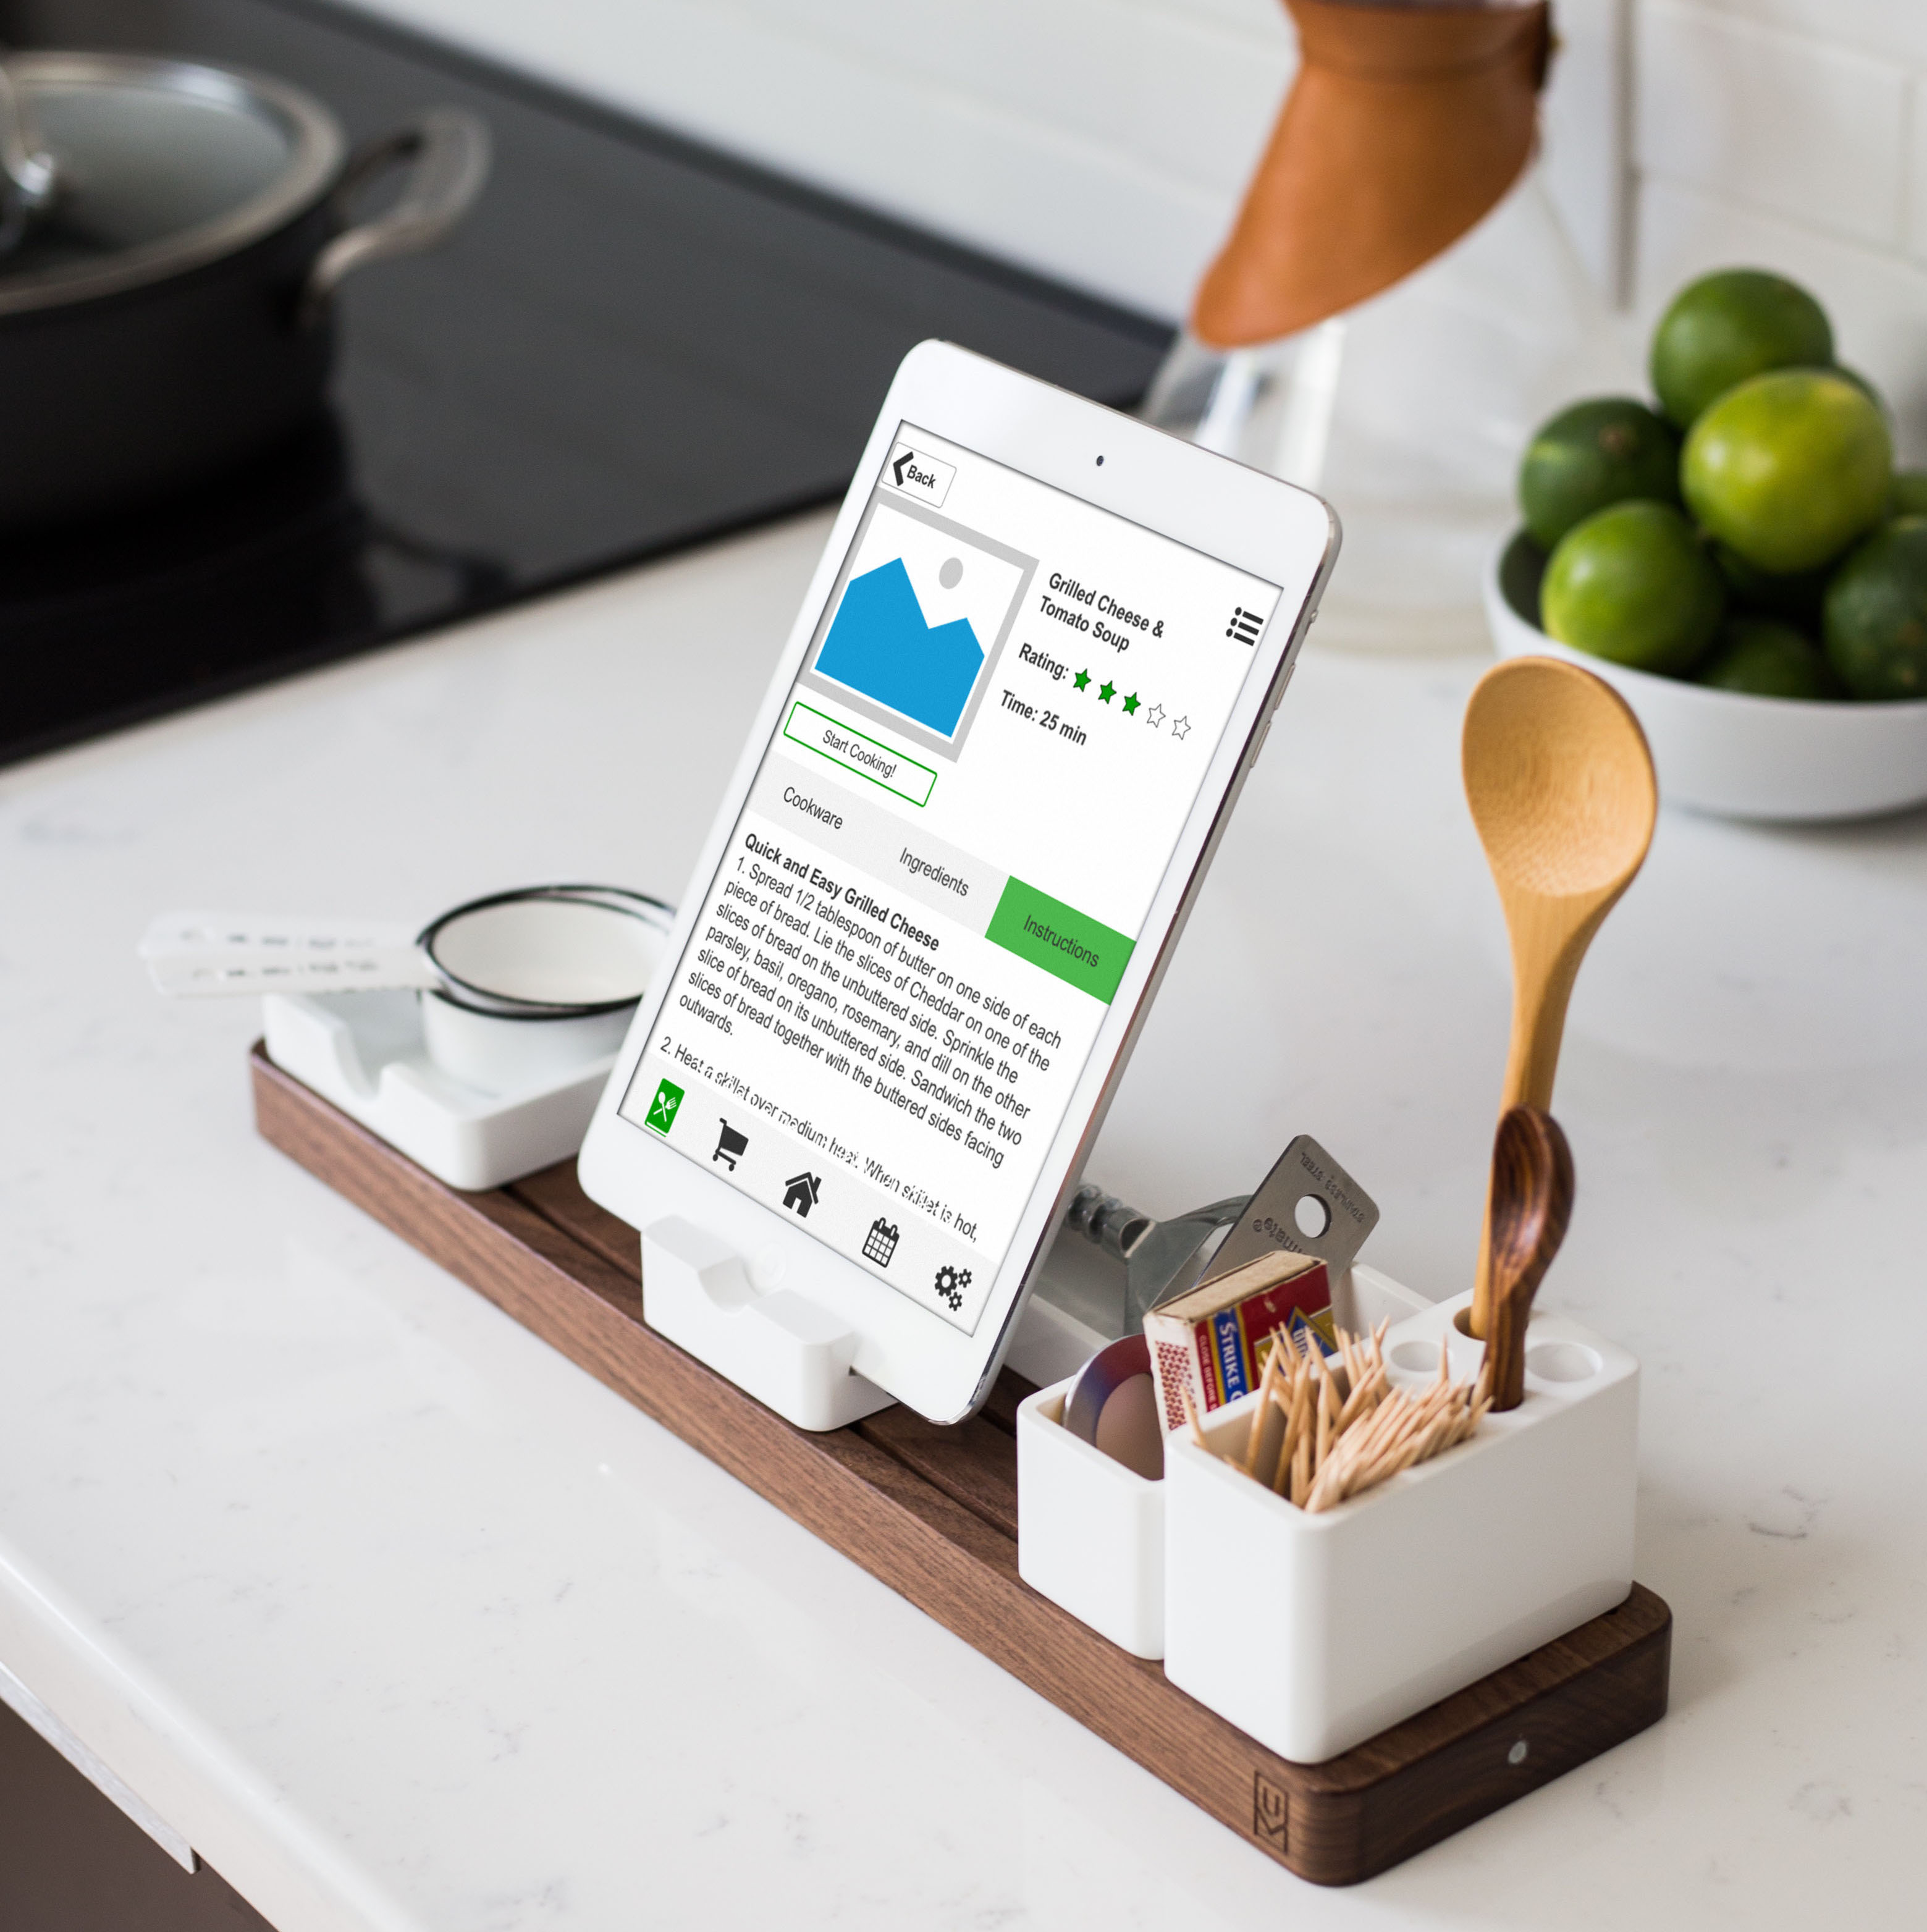 Back
Grilled Cheese &
Tomato Soup
Rating:
Time: 25 min
Start Cooking!
Cookware
Ingredients
Instructions
Quick and Easy Grilled Cheese
1. Spread 1/2 tablespoon of butter on one side of each
piece of bread. Lie the slices of Cheddar on one of the
slices of bread on the unbuttered side. Sprinkle the
parsley, basil, oregano, rosemary, and dill on the other
slice of bread on its unbuttered side. Sandwich the two
slices of bread together with the buttered sides facing
outwards.
2. Heat a skillet over medium heat. When skillet is hot,
STAINLESS STEEL
STRIKE
CLOSE BEFORE